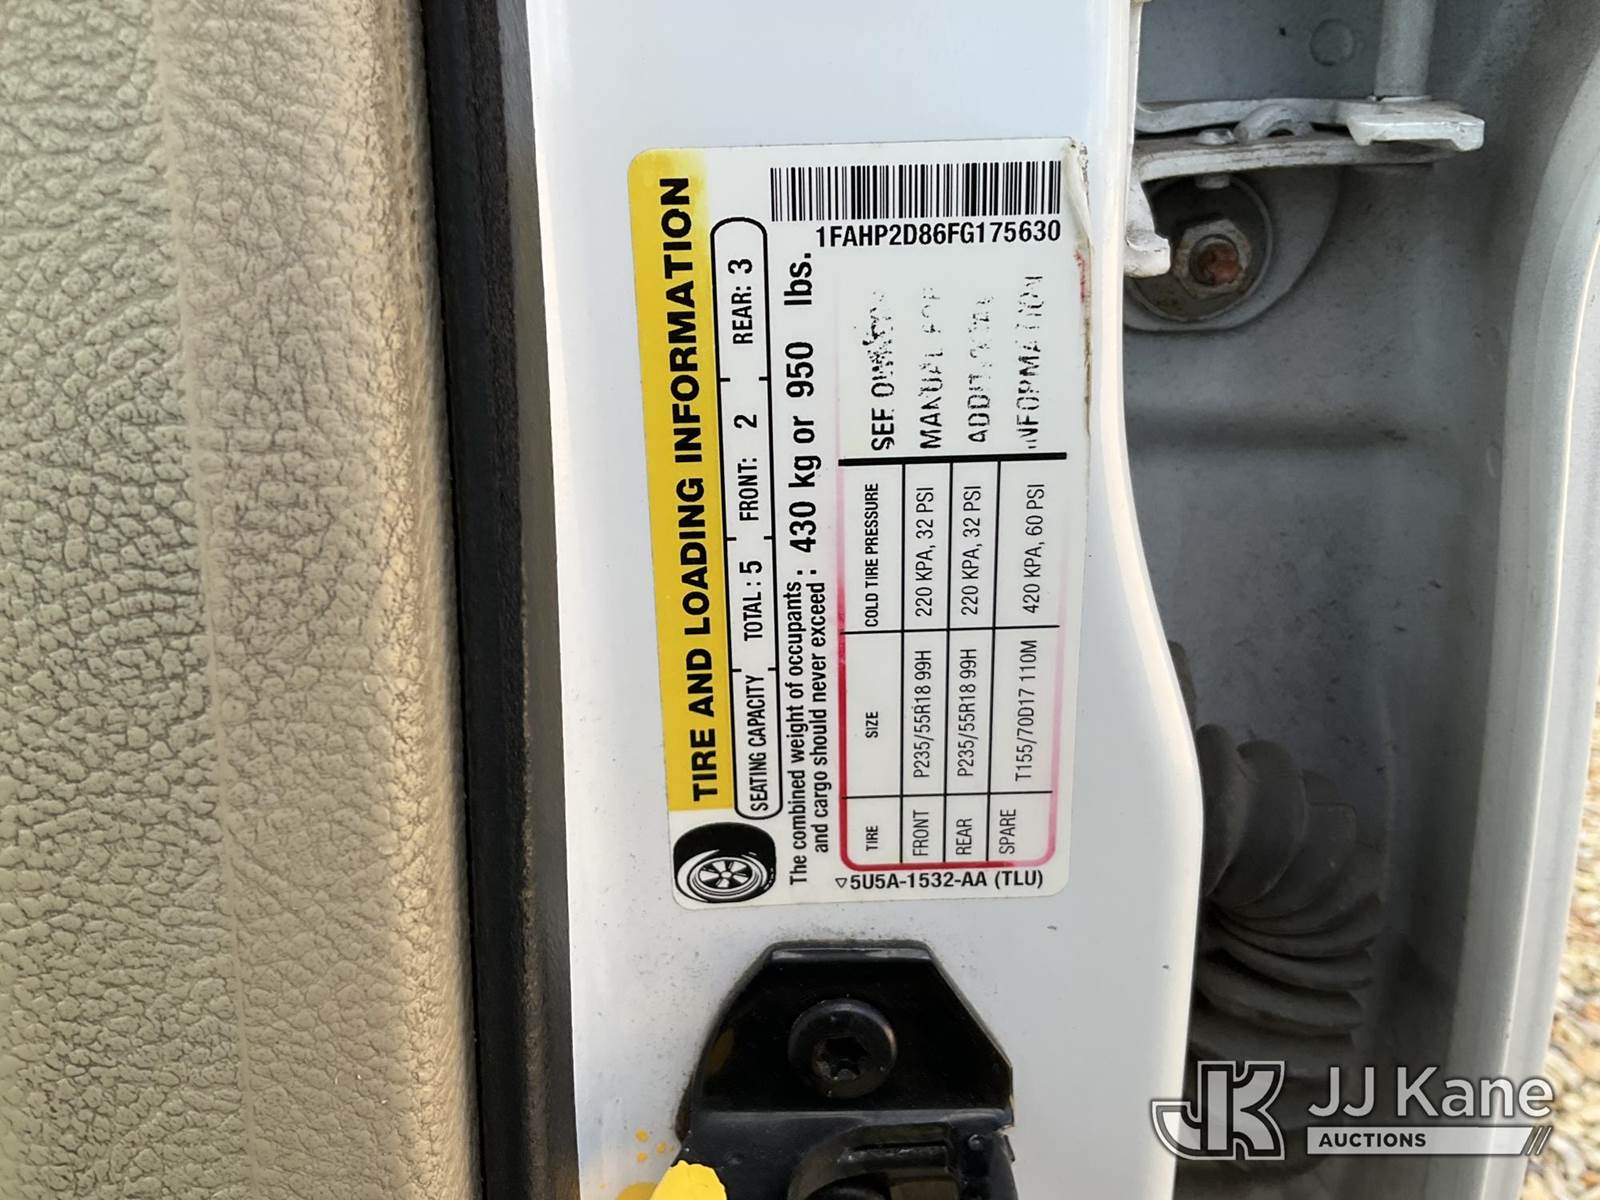 TIRE AND LOADING INFORMATION
1FAHP2D86FG175630
SEATING CAPACITY TOTAL : 5 FRONT: 2 REAR: 3
The combined weight of occupants
and cargo should never exceed : 430 kg or 950 lbs.
TIRE SIZE COLD TIRE PRESSURE SEE
FRONT P235/55R18 99H 220 KPA, 32 PSI MANUAL
REAR P235/55R18 99H 220 KPA, 32 PSI
SPARE T155/70D17 110M 420 KPA, 60 PSI INFORMATION
5U5A-1532-AA (TLU)
JK JJ Kane
AUCTIONS